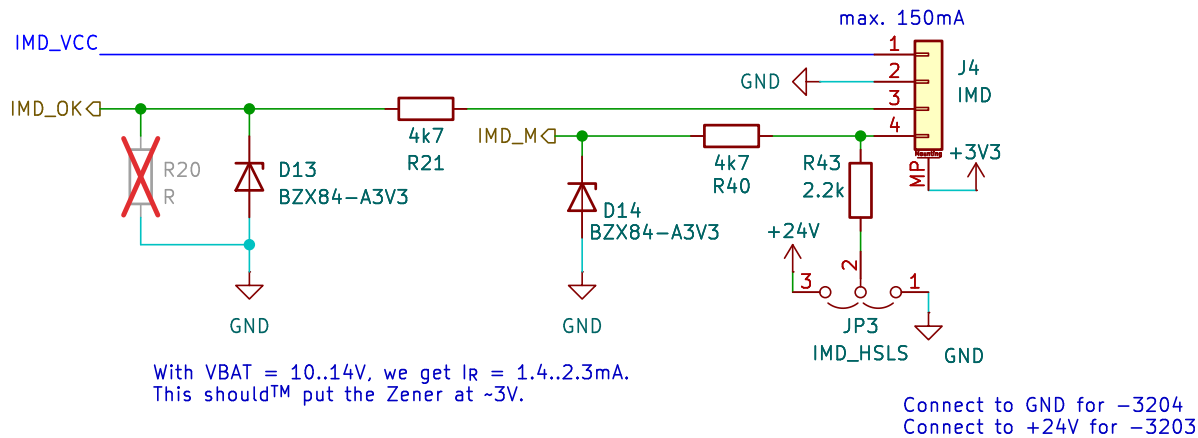 max. 150mA
IMD_VCC
1
J4
GND
2
IMD
IMD_OK
3
4k7
R21
IMD_M
4
4k7
R40
Mounting
MP
+3V3
R20
R
D13
BZX84-A3V3
R43
2.2k
D14
BZX84-A3V3
+24V
2
3
1
GND
GND
JP3
IMD_HSLS
GND
With VBAT = 10..14V, we get IR = 1.4..2.3mA.
This should™ put the Zener at ~3V.
Connect to GND for -3204
Connect to +24V for -3203